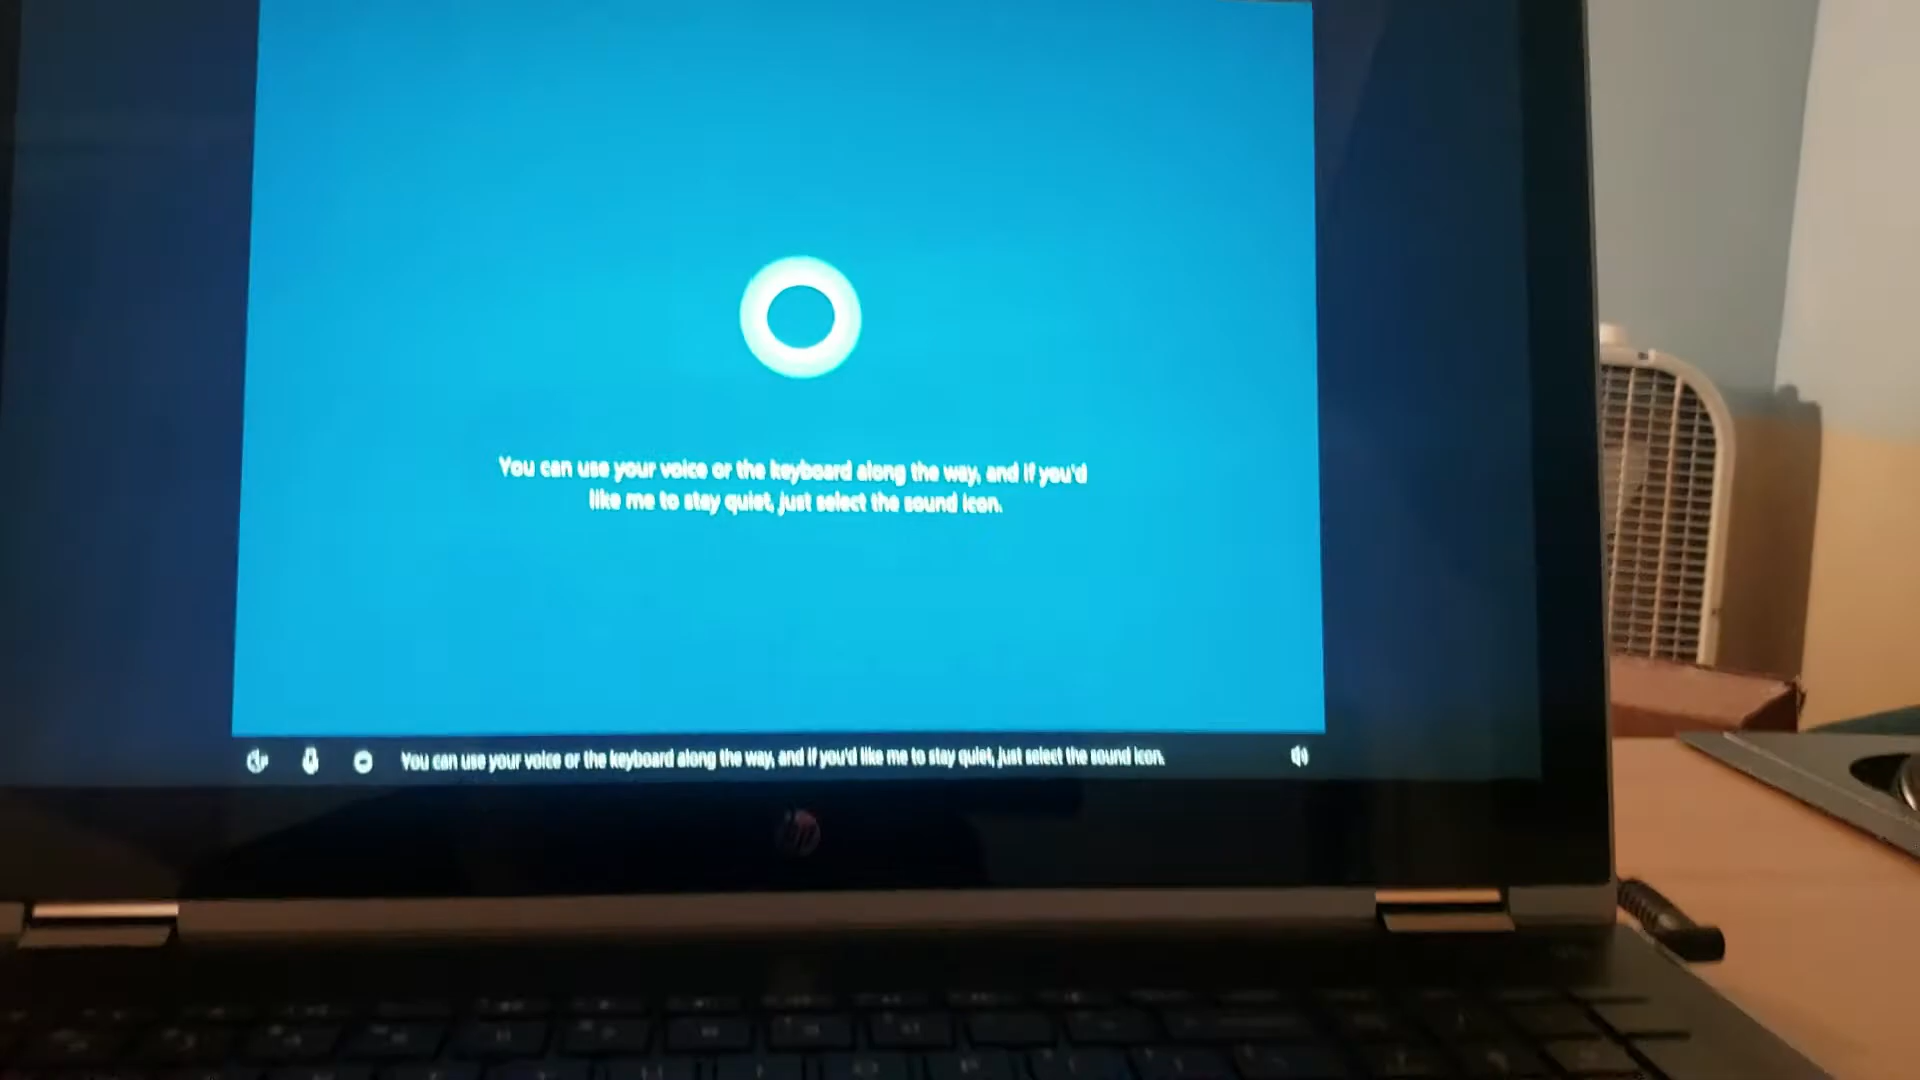 You can use your voice or the keyboard along the way, and if you'd
like me to stay quiet, just select the sound icon.
You can use your voice or the keyboard along the way, and if you'd like me to stay quiet, just select the sound icon.
hp